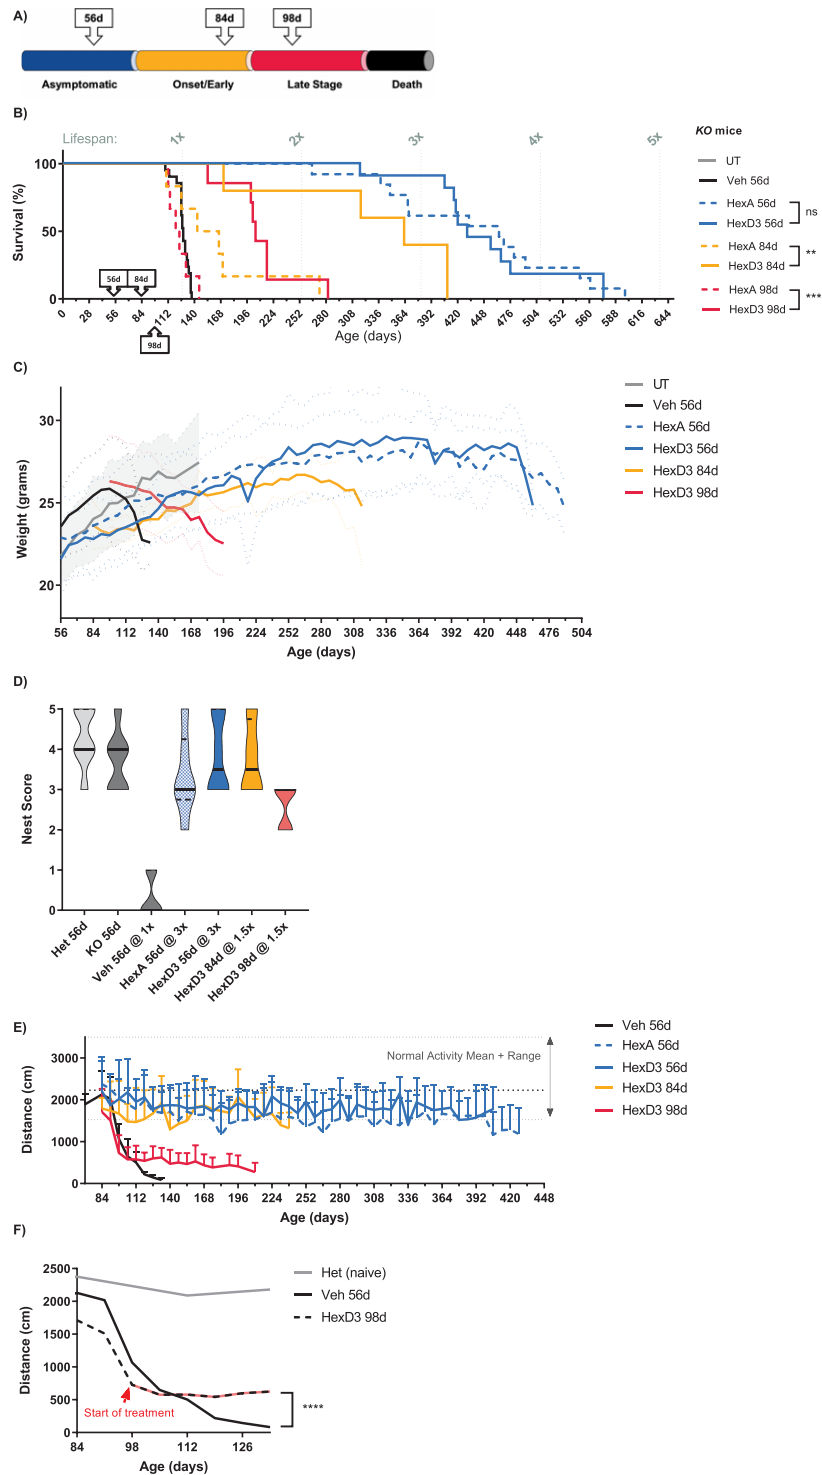 A)
56d
84d
98d
Asymptomatic
Onset/Early
Late Stage
Death
B)
Lifespan:
1x
2x
3x
4x
5x
KO mice
UT
Veh 56d
HexA 56d
HexD3 56d
ns
HexA 84d
HexD3 84d
**
HexA 98d
HexD3 98d
***
Survival (%)
100
50
0
56d
84d
98d
0 28 56 84 112 140 168 196 224 252 280 308 336 364 392 420 448 476 504 532 560 588 616 644
Age (days)
C)
UT
Veh 56d
HexA 56d
HexD3 56d
HexD3 84d
HexD3 98d
Weight (grams)
30
25
20
56 84 112 140 168 196 224 252 280 308 336 364 392 420 448 476 504
Age (days)
D)
Nest Score
5
4
3
2
1
0
Het 56d
KO 56d
Veh 56d @ 1x
HexA 56d @ 3x
HexD3 56d @ 3x
HexD3 84d @ 1.5x
HexD3 98d @ 1.5x
E)
Veh 56d
HexA 56d
HexD3 56d
HexD3 84d
HexD3 98d
Normal Activity Mean + Range
Distance (cm)
3000
2000
1000
0
84 112 140 168 196 224 252 280 308 336 364 392 420 448
Age (days)
F)
Het (naive)
Veh 56d
HexD3 98d
Distance (cm)
2500
2000
1500
1000
500
0
Start of treatment
****
84 98 112 126
Age (days)